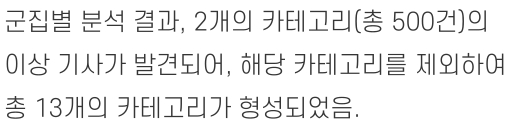 군집별 분석 결과, 2개의 카테고리(총 500건)의
이상 기사가 발견되어, 해당 카테고리를 제외하여
총 13개의 카테고리가 형성되었음.